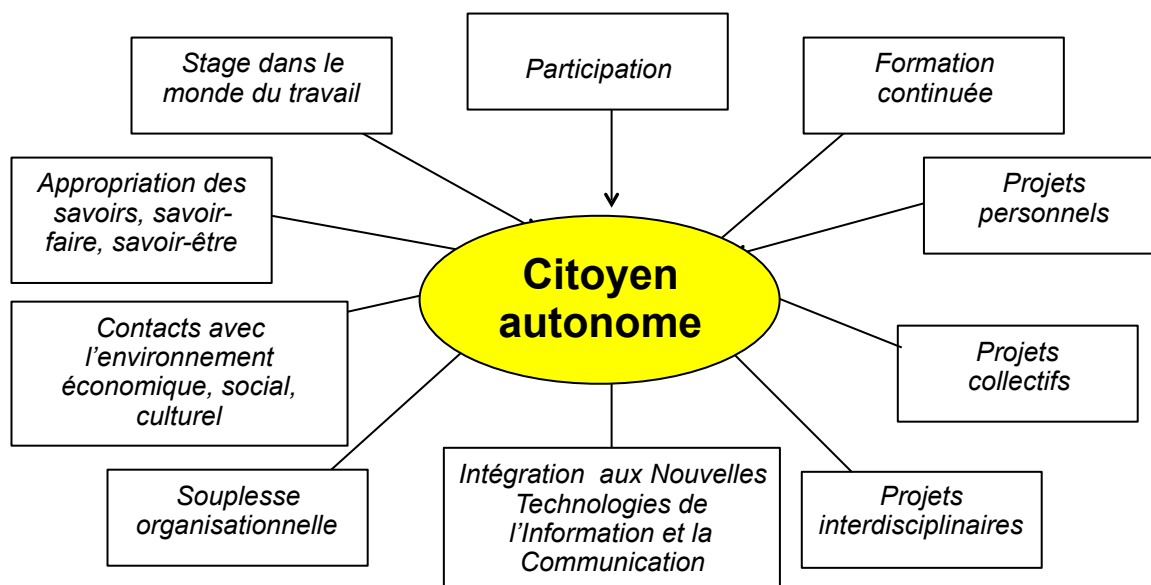 Stage dans le
monde du travail
Participation
Formation
continuée
Appropriation des
savoirs, savoir-
faire, savoir-être
Projets
personnels
Citoyen
autonome
Contacts avec
l’environnement
économique, social,
culturel
Projets
collectifs
Souplesse
organisationnelle
Intégration aux Nouvelles
Technologies de
l’Information et la
Communication
Projets
interdisciplinaires